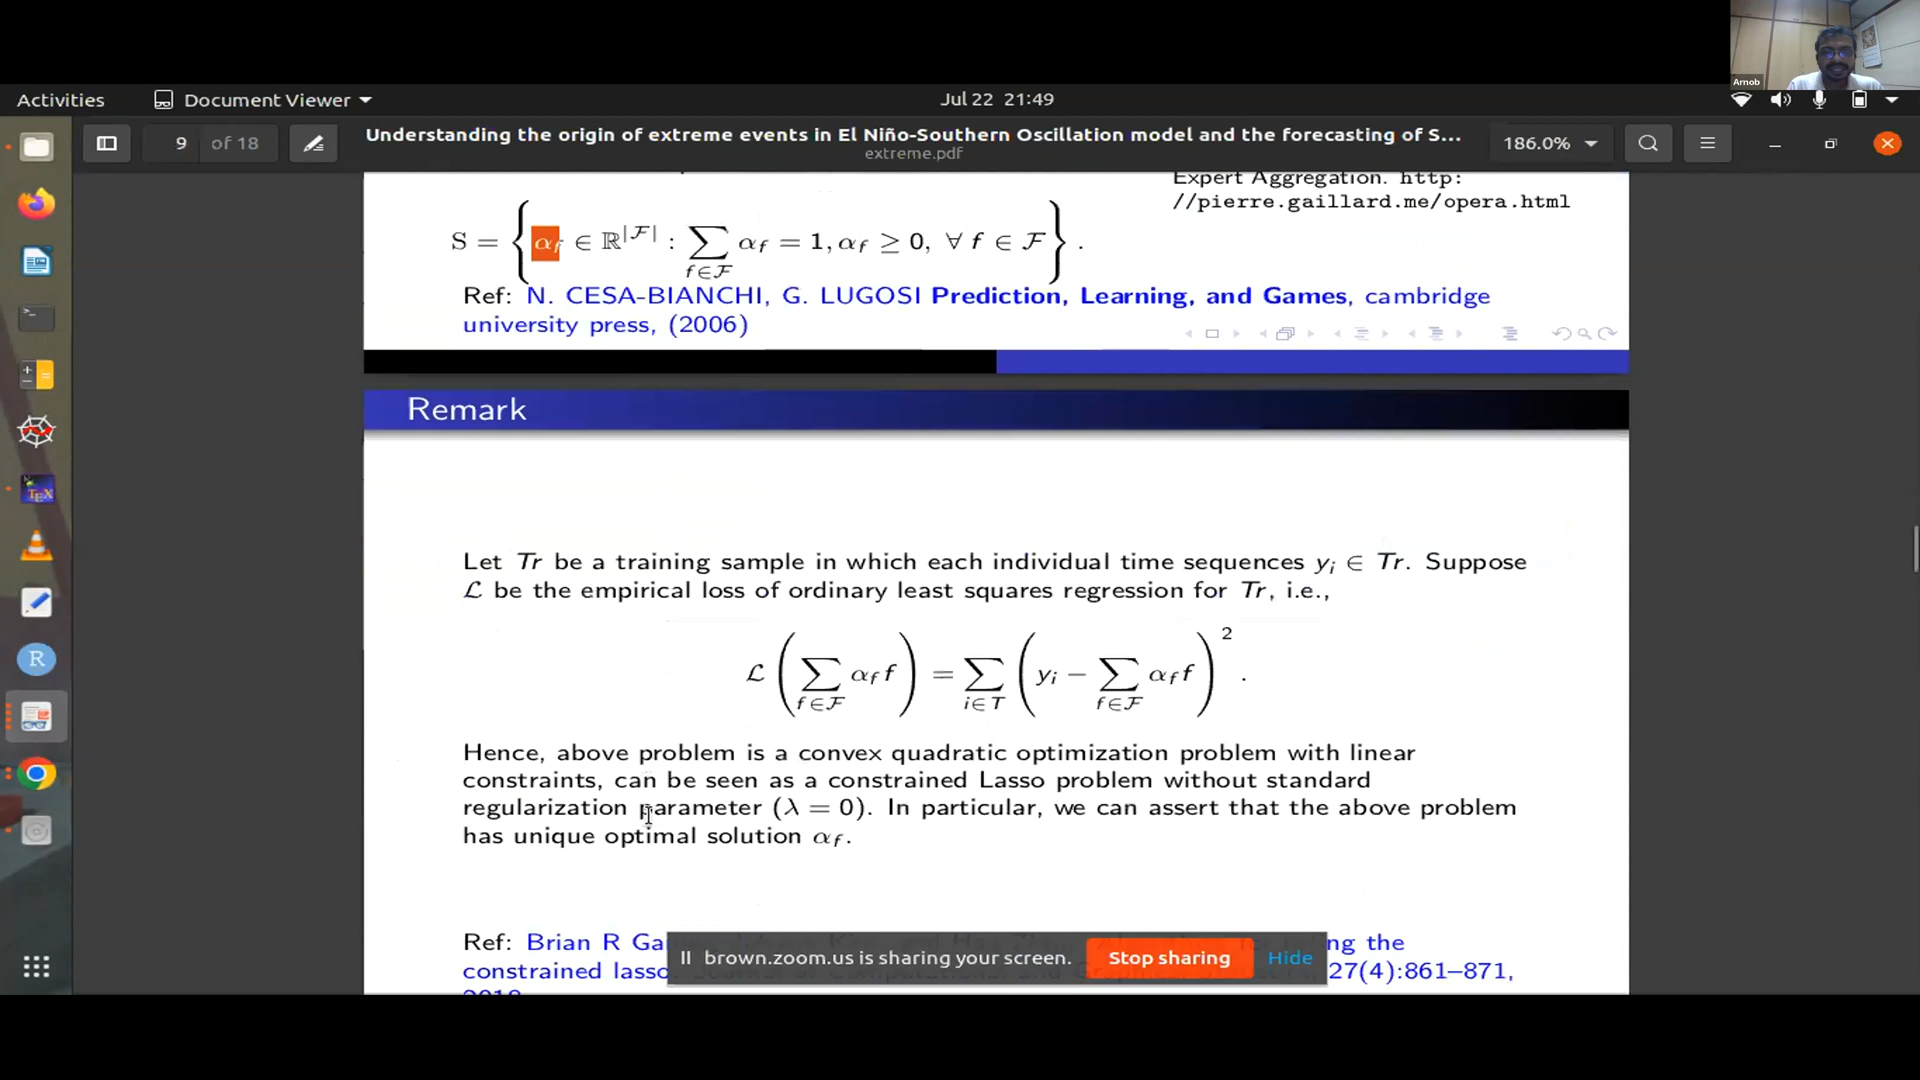 Arnob
Activities
Document Viewer
Jul 22 21:49
9 of 18
Understanding the origin of extreme events in El Niño-Southern Oscillation model and the forecasting of S...
extreme.pdf
186.0%
Expert Aggregation. http:
//pierre.gaillard.me/opera.html
S = { α_f ∈ ℝ^|ℱ| : ∑_{f∈ℱ} α_f = 1, α_f ≥ 0, ∀ f ∈ ℱ } .
Ref: N. CESA-BIANCHI, G. LUGOSI Prediction, Learning, and Games, cambridge
university press, (2006)
Remark
Let Tr be a training sample in which each individual time sequences y_i ∈ Tr. Suppose
ℒ be the empirical loss of ordinary least squares regression for Tr, i.e.,
ℒ ( ∑_{f∈ℱ} α_f f ) = ∑_{i∈T} ( y_i − ∑_{f∈ℱ} α_f f )^2 .
Hence, above problem is a convex quadratic optimization problem with linear
constraints, can be seen as a constrained Lasso problem without standard
regularization parameter (λ = 0). In particular, we can assert that the above problem
has unique optimal solution α_f.
Ref: Brian R
ng the
constrained lasso.
27(4):861–871,
brown.zoom.us is sharing your screen.
Stop sharing
Hide